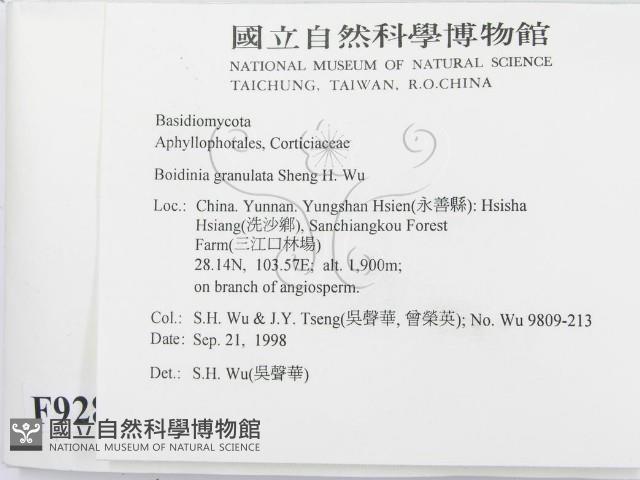 國立自然科學博物館
NATIONAL MUSEUM OF NATURAL SCIENCE
TAICHUNG, TAIWAN, R.O.CHINA
Basidiomycota
Aphyllophorales, Corticiaceae
Boidinia granulata Sheng H. Wu
Loc.: China. Yunnan. Yungshan Hsien(永善縣): Hsisha
Hsiang(洗沙鄉), Sanchiangkou Forest
Farm(三江口林場)
28.14N, 103.57E; alt. 1,900m;
on branch of angiosperm.
Col.: S.H. Wu & J.Y. Tseng(吳聲華, 曾榮英); No. Wu 9809-213
Date: Sep. 21, 1998
Det.: S.H. Wu(吳聲華)
F928
國立自然科學博物館
NATIONAL MUSEUM OF NATURAL SCIENCE